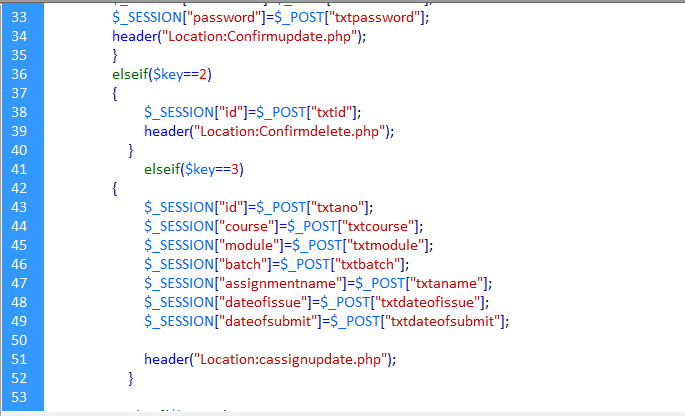 33 $_SESSION["password"]=$_POST["txtpassword"];
34 header("Location:Confirmupdate.php");
35 }
36 elseif($key==2)
37 {
38 $_SESSION["id"]=$_POST["txtid"];
39 header("Location:Confirmdelete.php");
40 }
41 elseif($key==3)
42 {
43 $_SESSION["id"]=$_POST["txtano"];
44 $_SESSION["course"]=$_POST["txtcourse"];
45 $_SESSION["module"]=$_POST["txtmodule"];
46 $_SESSION["batch"]=$_POST["txtbatch"];
47 $_SESSION["assignmentname"]=$_POST["txtaname"];
48 $_SESSION["dateofissue"]=$_POST["txtdateofissue"];
49 $_SESSION["dateofsubmit"]=$_POST["txtdateofsubmit"];
50
51 header("Location:cassignupdate.php");
52 }
53